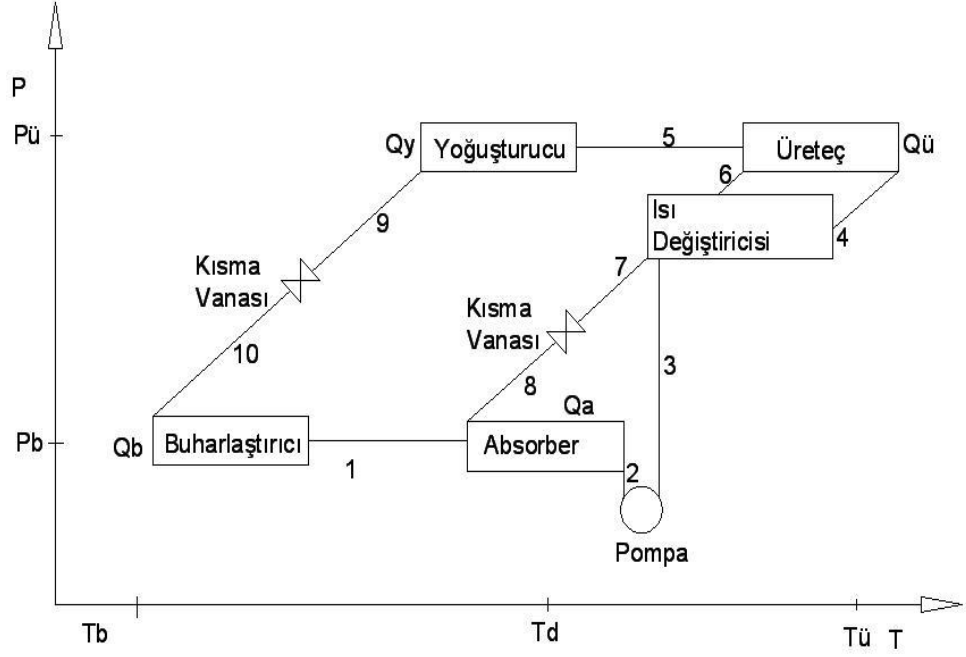 P
Pü
Qy
Yoğuşturucu
5
Üreteç
Qü
6
Isı
Değiştiricisi
4
9
Kısma
Vanası
7
Kısma
Vanası
10
3
8
Qa
Pb
Qb
Buharlaştırıcı
1
Absorber
2
Pompa
Tb
Td
Tü
T